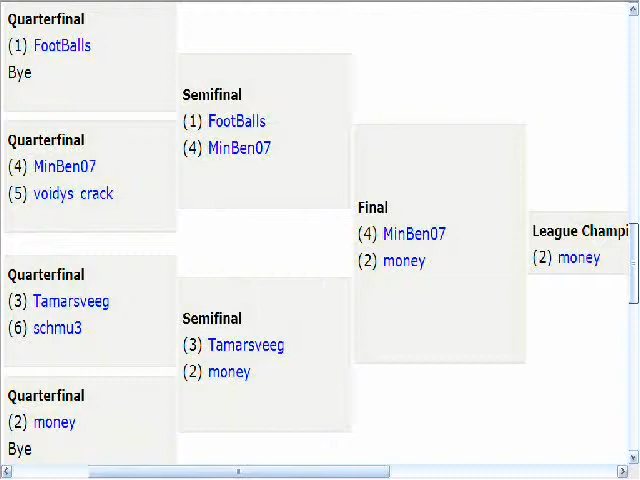 Quarterfinal
(1) FootBalls
Bye
Quarterfinal
(4) MinBen07
(5) voidys crack
Quarterfinal
(3) Tamarsveeg
(6) schmu3
Quarterfinal
(2) money
Bye
Semifinal
(1) FootBalls
(4) MinBen07
Semifinal
(3) Tamarsveeg
(2) money
Final
(4) MinBen07
(2) money
League Champi
(2) money